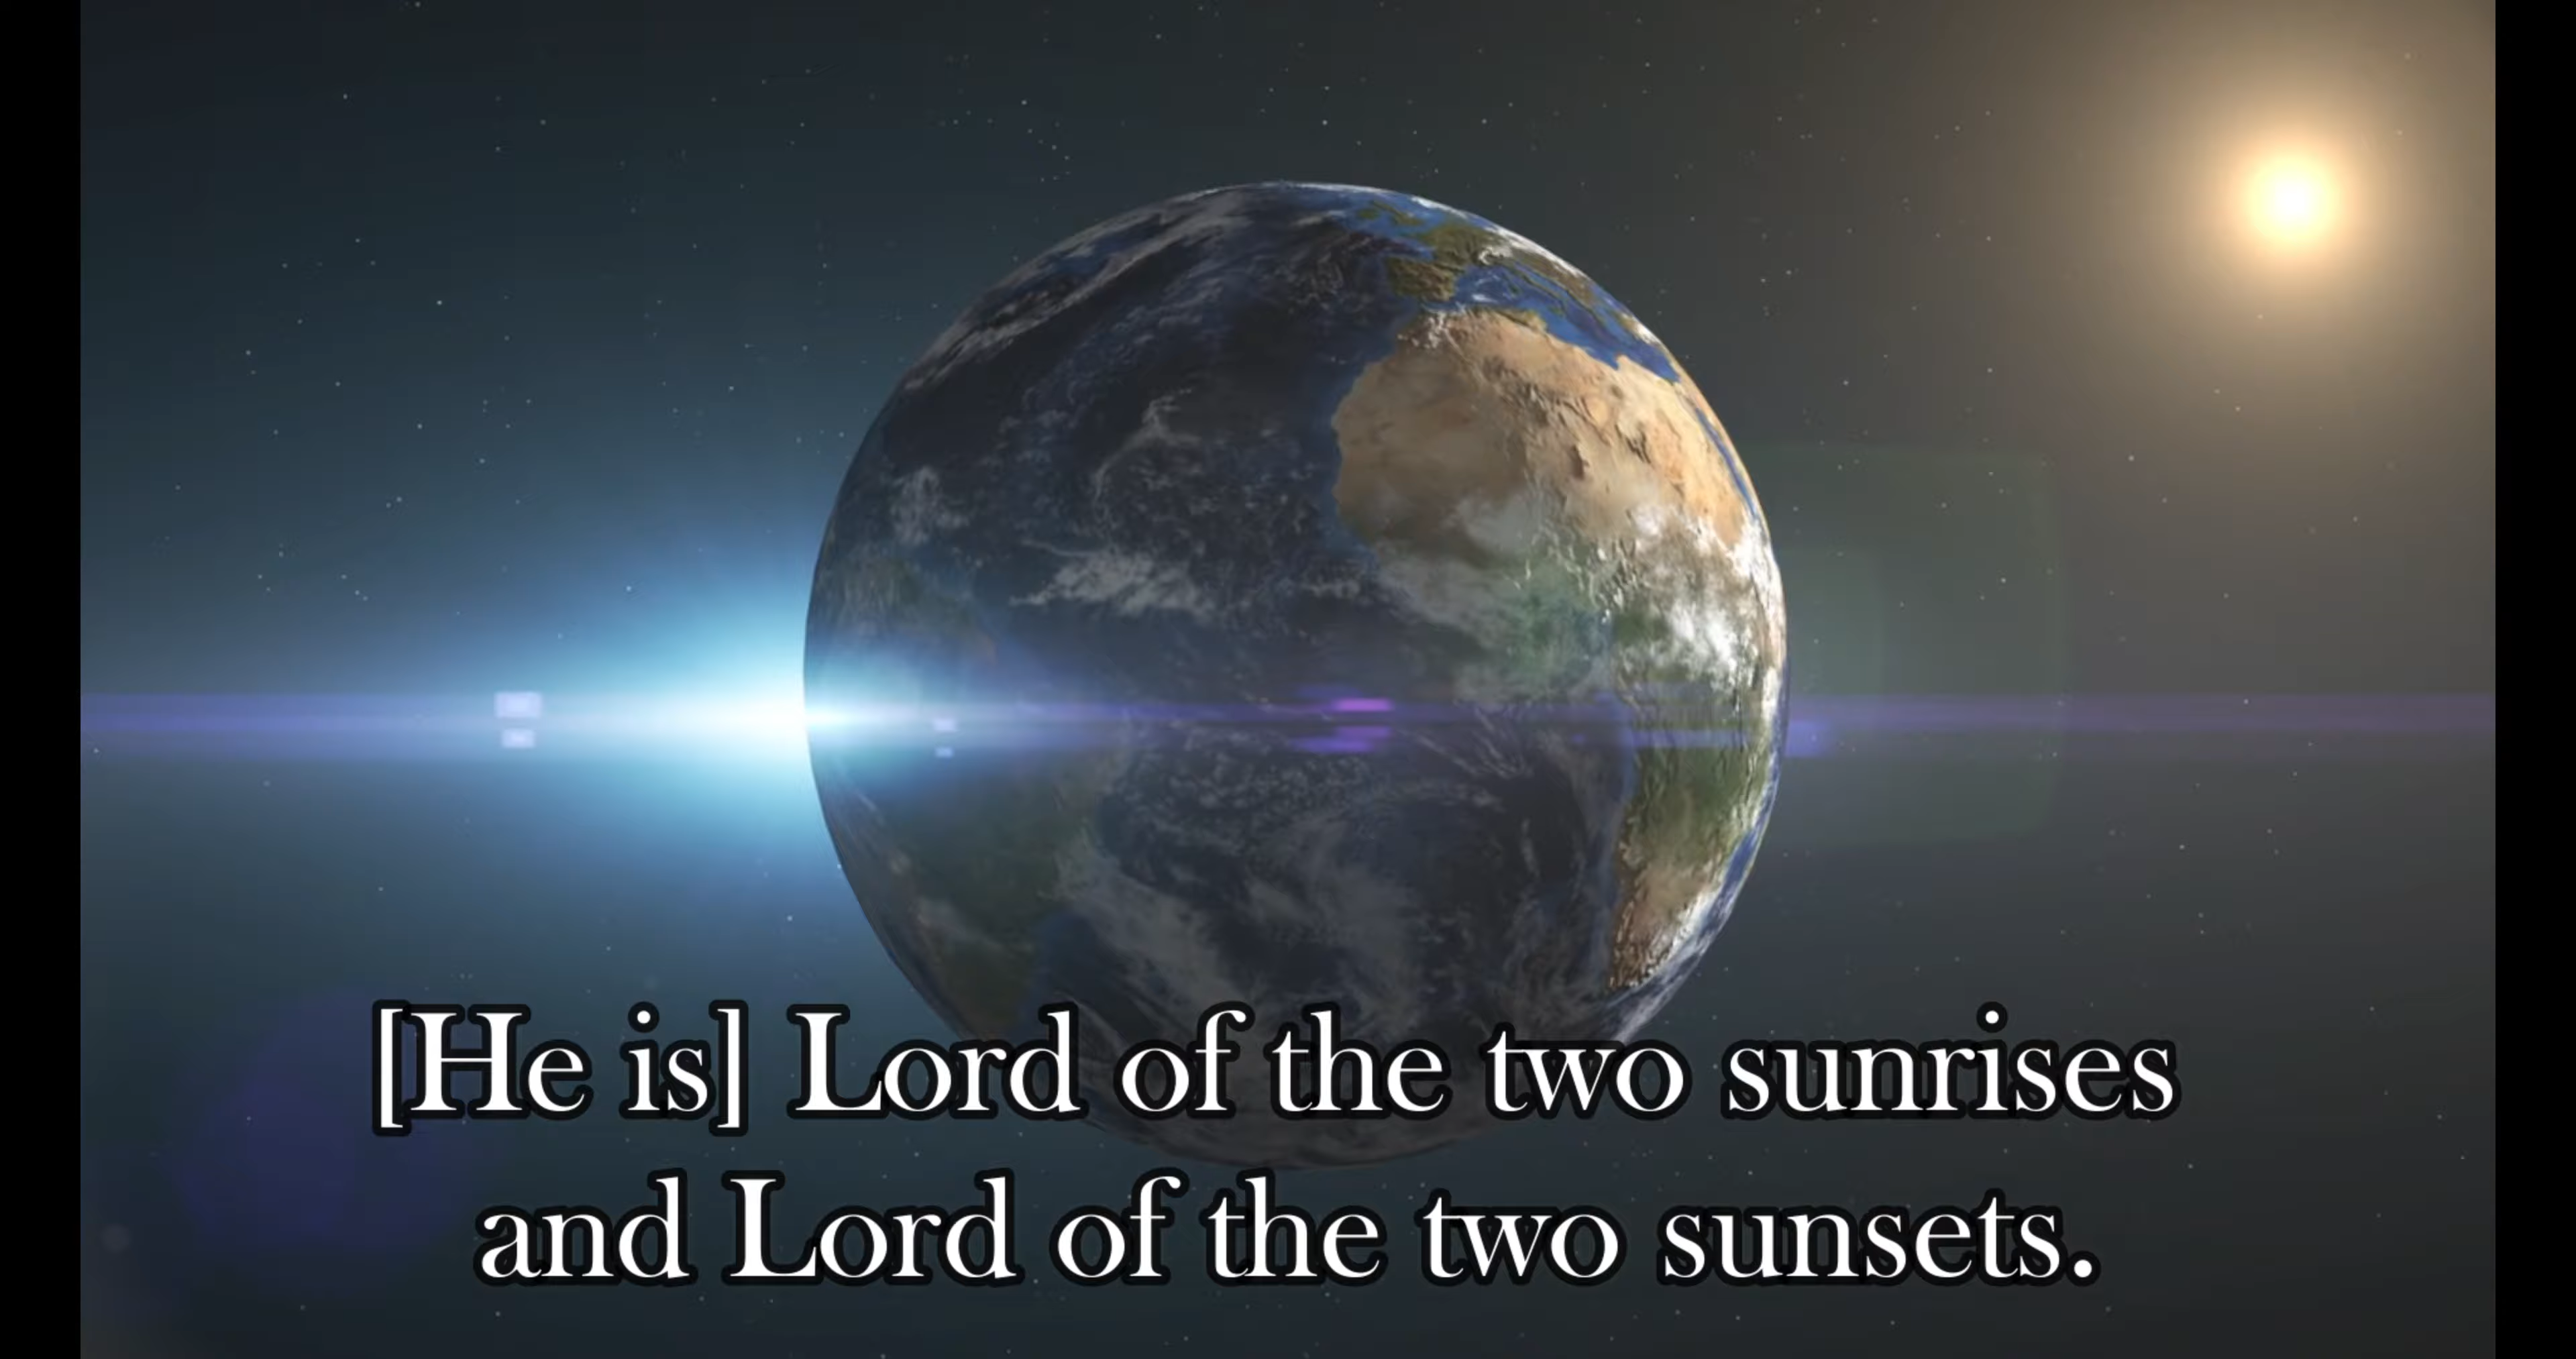 [He is] Lord of the two sunrises
and Lord of the two sunsets.